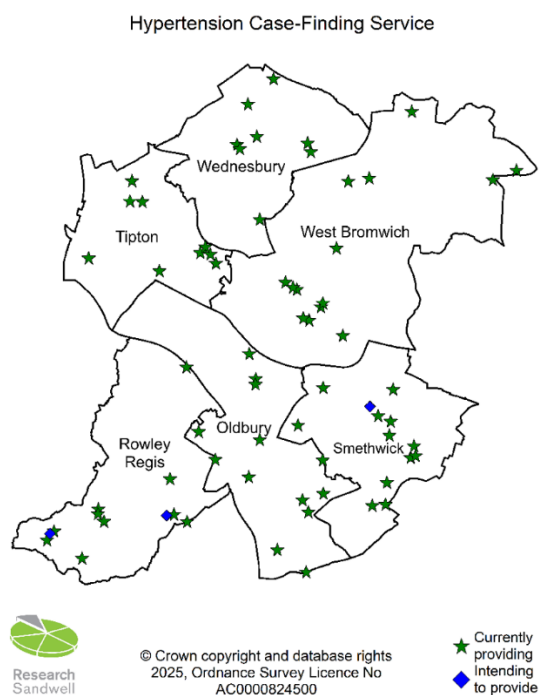 Hypertension Case-Finding Service
Wednesbury
West Bromwich
Tipton
Oldbury
Rowley
Regis
Smethwick
Research
Sandwell
© Crown copyright and database rights
2025, Ordnance Survey Licence No
AC0000824500
Currently
providing
Intending
to provide